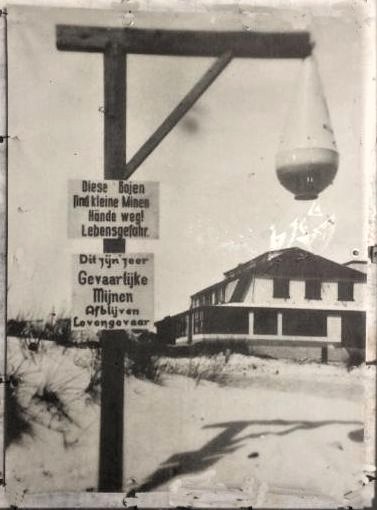 Diese Bojen
sind kleine Minen
Hände weg!
Lebensgefahr.
Dit zijn zeer
Gevaarlijke
Mijnen
Afblijven
Levensgevaar